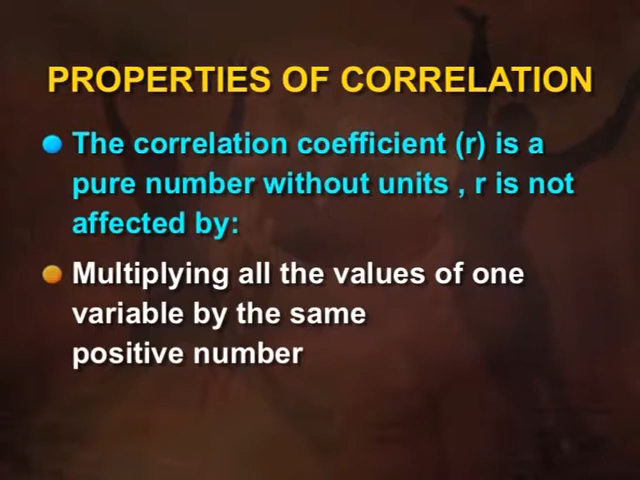 PROPERTIES OF CORRELATION
The correlation coefficient (r) is a
pure number without units , r is not
affected by:
Multiplying all the values of one
variable by the same
positive number